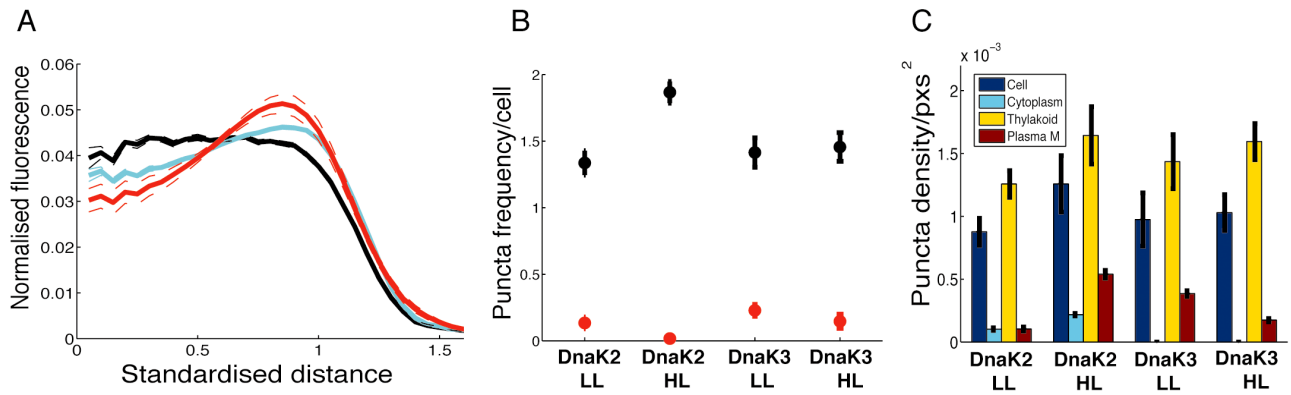 A
Normalised fluorescence
0.06
0.05
0.04
0.03
0.02
0.01
0
0
0.5
1
1.5
Standardised distance
B
Puncta frequency/cell
2
1.5
1
0.5
0
DnaK2 DnaK2 DnaK3 DnaK3
LL HL LL HL
C
x 10⁻³
Puncta density/pxs²
2
1.5
1
0.5
0
Cell
Cytoplasm
Thylakoid
Plasma M
DnaK2 DnaK2 DnaK3 DnaK3
LL HL LL HL